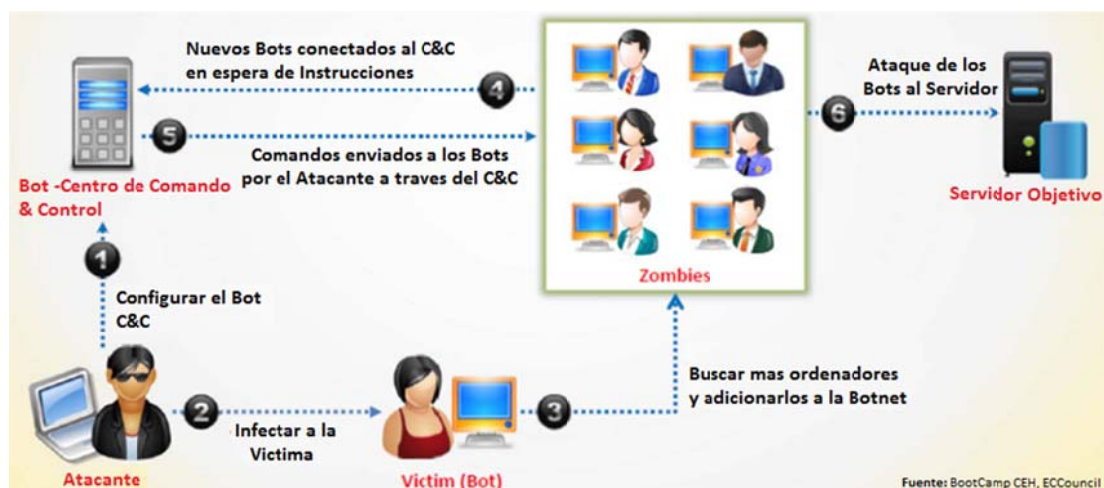 Nuevos Bots conectados al C&C
en espera de Instrucciones
4
5
Comandos enviados a los Bots
por el Atacante a traves del C&C
Bot -Centro de Comando
& Control
1
Configurar el Bot
C&C
Atacante
2
Infectar a la
Victima
Victim (Bot)
3
Buscar mas ordenadores
y adicionarlos a la Botnet
Zombies
Ataque de los
Bots al Servidor
6
Servidor Objetivo
Fuente: BootCamp CEH, ECCouncil